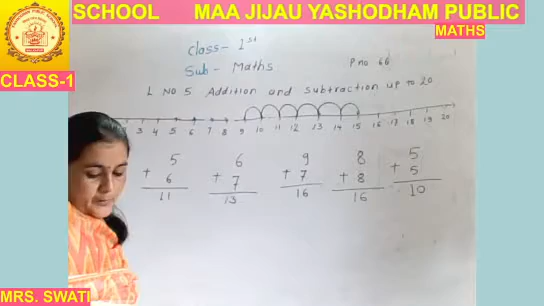 SCHOOL MAA JIJAU YASHODHAM PUBLIC
MATHS
CLASS-1
Class- 1st
Sub- Maths
P no 66
L NO 5 Addition and Subtraction up to 20
3 4 5 6 7 8 9 10 11 12 13 14 15 16 17 18 19 20
5 6 9 8 5
+ 6 + 7 + 7 + 8 + 5
11 13 16 16 10
MRS. SWATI